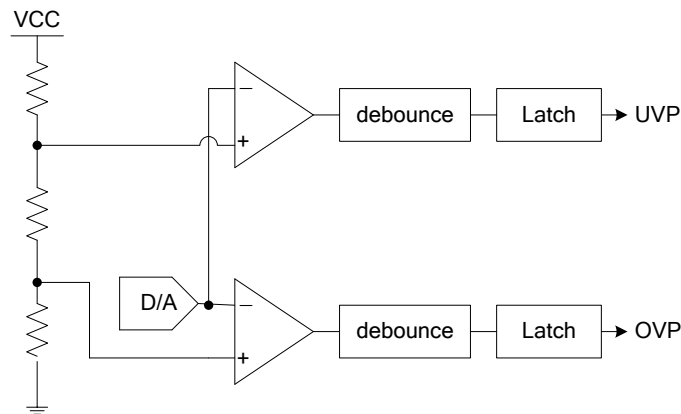 VCC
−
+
debounce
Latch
UVP
D/A
−
+
debounce
Latch
OVP